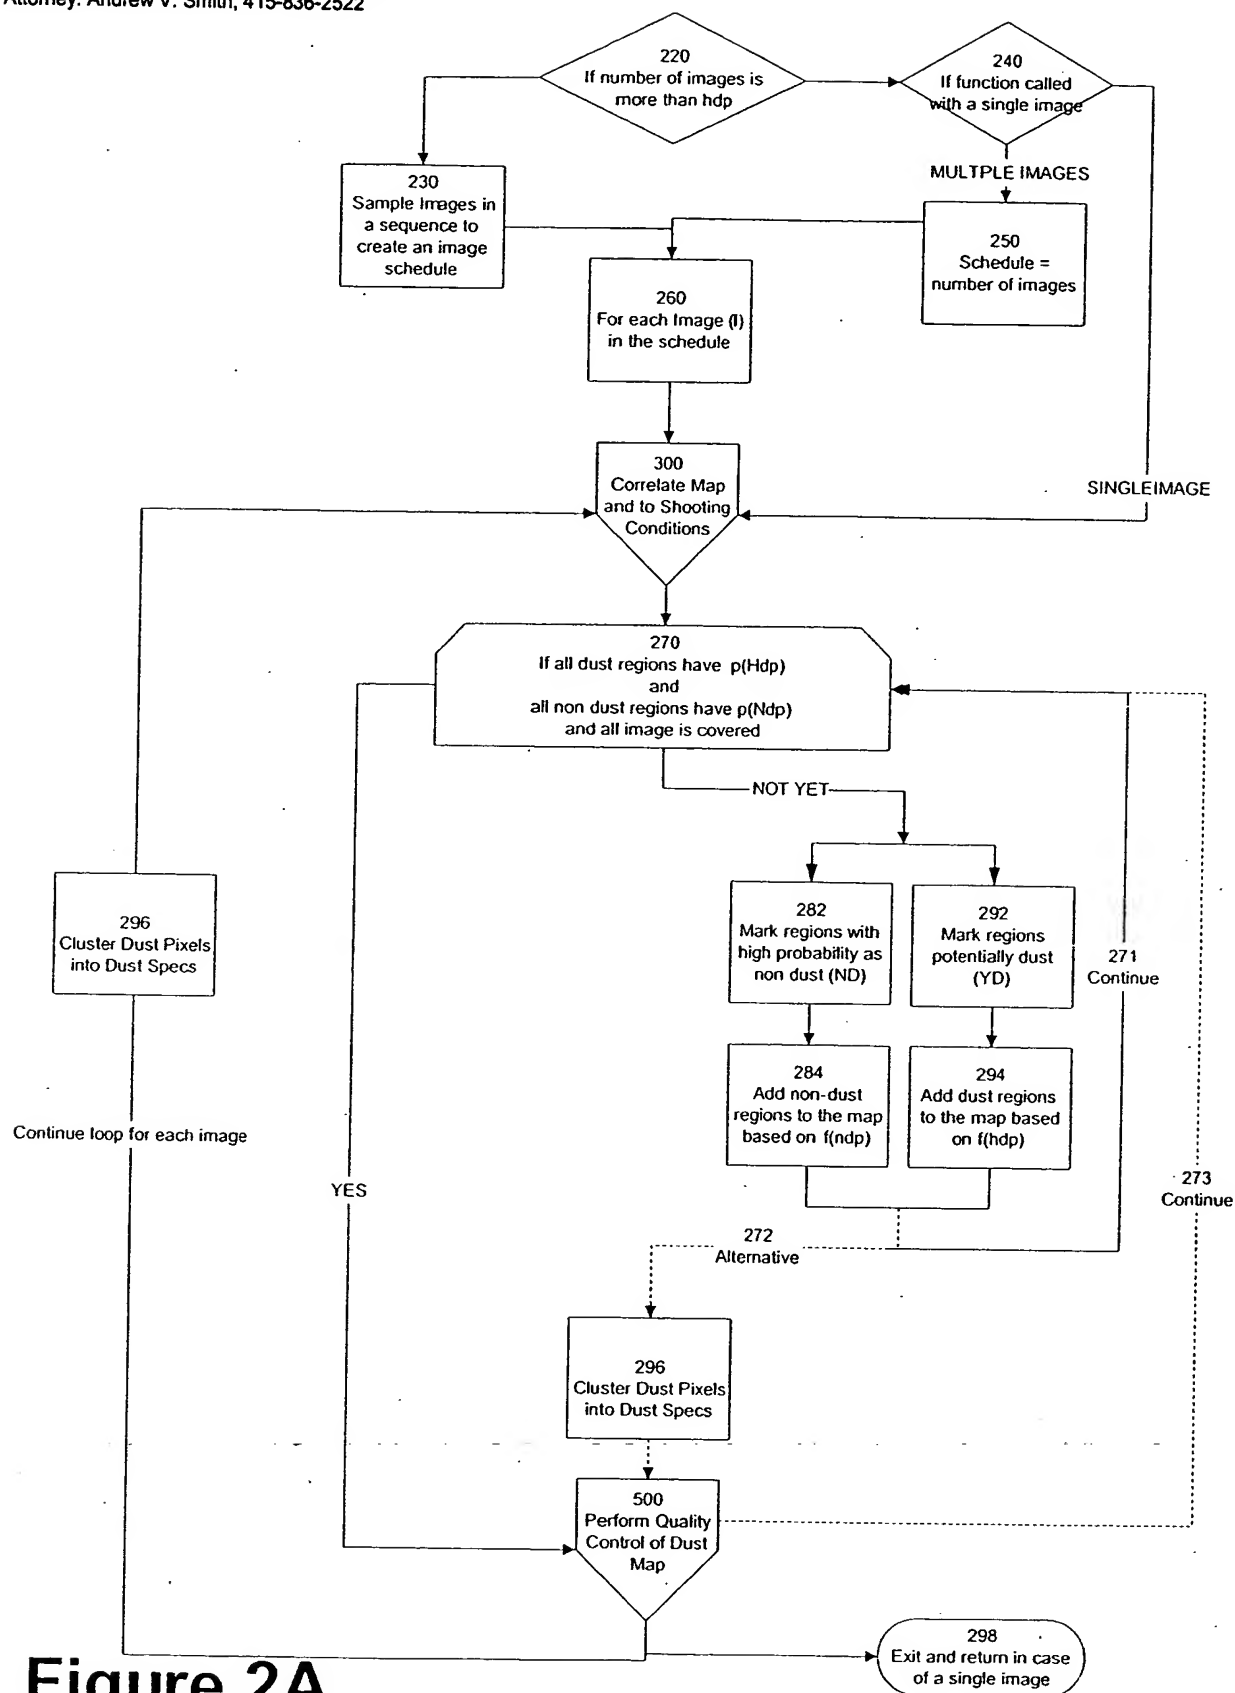 Attorney: Andrew V. Smith, 415-836-2522
220
If number of images is
more than hdp
240
If function called
with a single image
230
Sample Images in
a sequence to
create an image
schedule
MULTPLE IMAGES
250
Schedule =
number of images
260
For each Image (I)
in the schedule
300
Correlate Map
and to Shooting
Conditions
SINGLEIMAGE
270
If all dust regions have p(Hdp)
and
all non dust regions have p(Ndp)
and all image is covered
NOT YET
296
Cluster Dust Pixels
into Dust Specs
282
Mark regions with
high probability as
non dust (ND)
292
Mark regions
potentially dust
(YD)
271
Continue
284
Add non-dust
regions to the map
based on f(ndp)
294
Add dust regions
to the map based
on f(hdp)
Continue loop for each image
YES
273
Continue
272
Alternative
296
Cluster Dust Pixels
into Dust Specs
500
Perform Quality
Control of Dust
Map
298
Exit and return in case
of a single image
Figure 2A